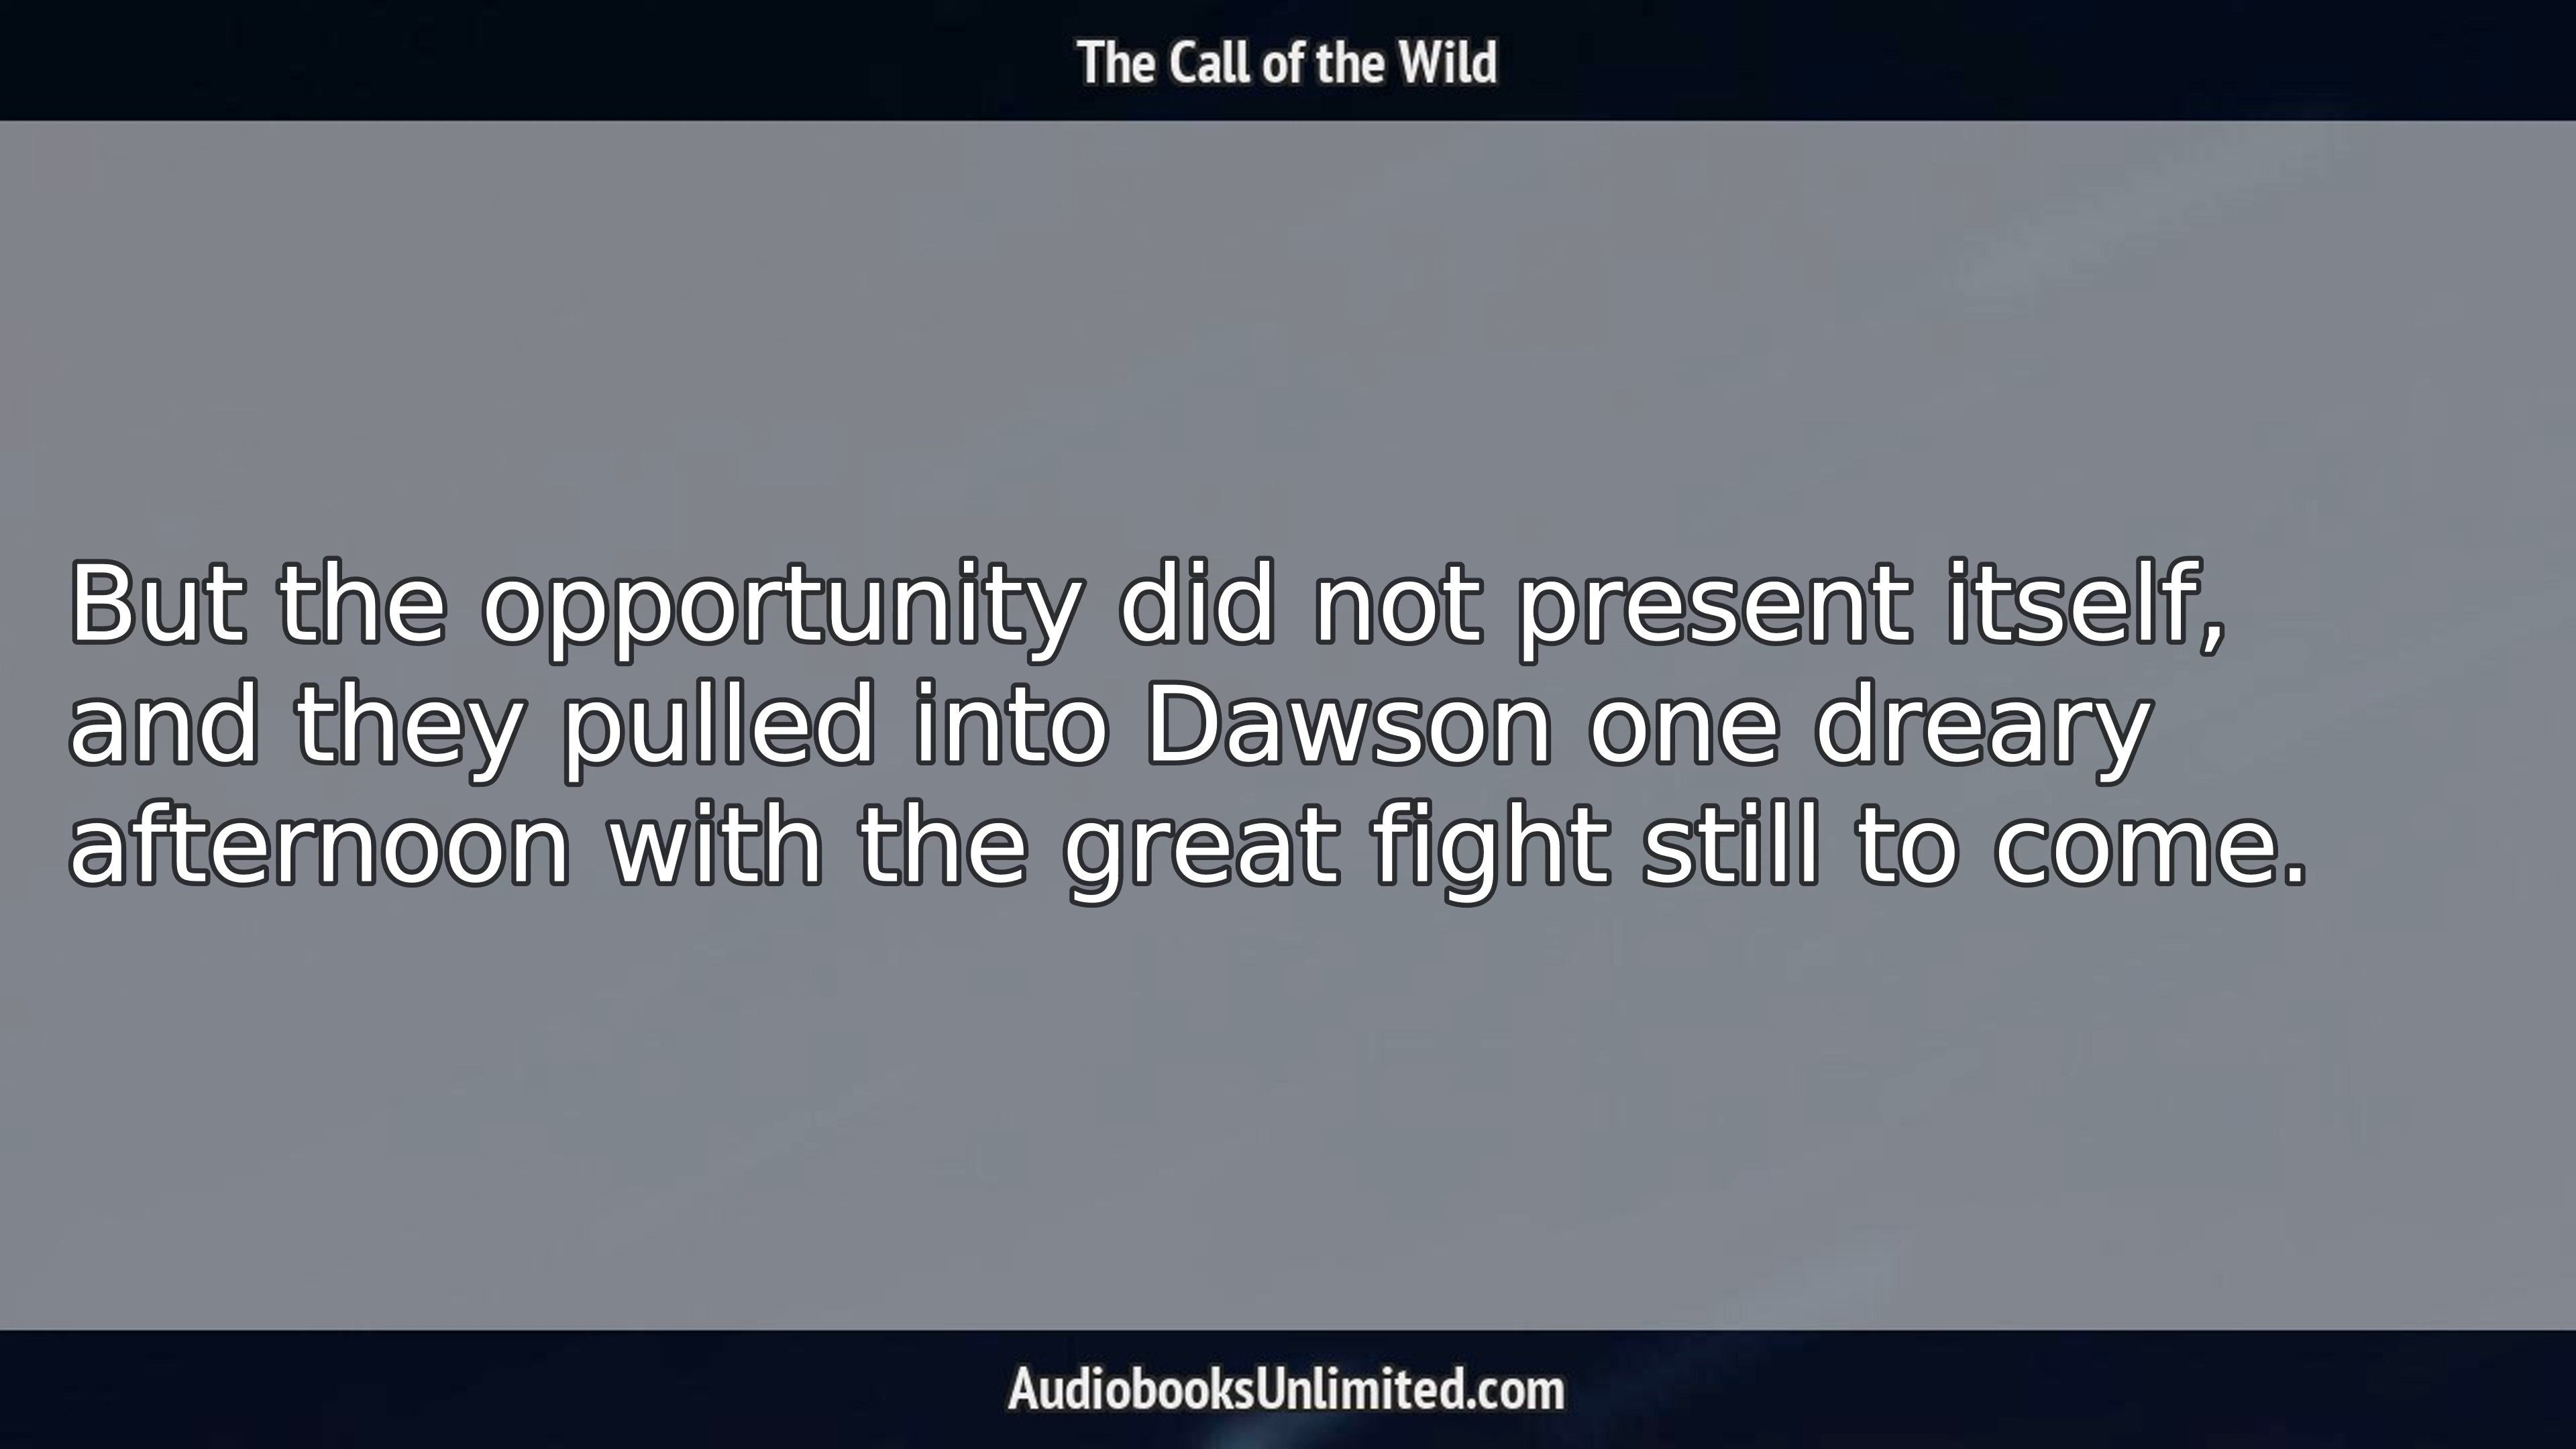 The Call of the Wild
But the opportunity did not present itself,
and they pulled into Dawson one dreary
afternoon with the great fight still to come.
AudiobooksUnlimited.com